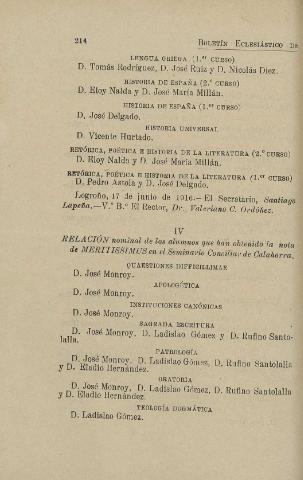 214 BOLETÍN ECLESIÁSTICO DE
LENGUA GRIEGA (1.er CURSO)
D. Tomás Rodríguez, D. José Ruiz y D. Nicolás Díez.
HISTORIA DE ESPAÑA (2.º CURSO)
D. Eloy Nalda y D. José María Millán.
HISTORIA DE ESPAÑA (1.er CURSO)
D. José Delgado.
HISTORIA UNIVERSAL
D. Vicente Hurtado.
RETÓRICA, POÉTICA E HISTORIA DE LA LITERATURA (2.º CURSO)
D. Eloy Nalda y D. José María Millán.
RETÓRICA, POÉTICA E HISTORIA DE LA LITERATURA (1.er CURSO)
D. Pedro Azofa y D. José Delgado.
Logroño, 17 de junio de 1916.—El Secretario, Santiago
Lapeña.—V.º B.º El Rector, Dr. Valeriano C. Ordóñez.
IV
RELACIÓN nominal de los alumnos que han obtenido la nota
de MERITISSIMUS en el Seminario Conciliar de Calahorra.
QUAESTIONES DIFFICILIMAE
D. José Monroy.
APOLOGÉTICA
D. José Monroy.
INSTITUCIONES CANÓNICAS
D. José Monroy.
SAGRADA ESCRITURA
D. José Monroy, D. Ladislao Gómez y D. Rufino Santo-
lalla.
PATROLOGÍA
D. José Monroy, D. Ladislao Gómez, D. Rufino Santolalla
y D. Eladio Hernández.
ORATORIA
D. José Monroy, D. Ladislao Gómez, D. Rufino Santolalla
y D. Eladio Hernández.
TEOLOGÍA DOGMÁTICA
D. Ladislao Gómez.